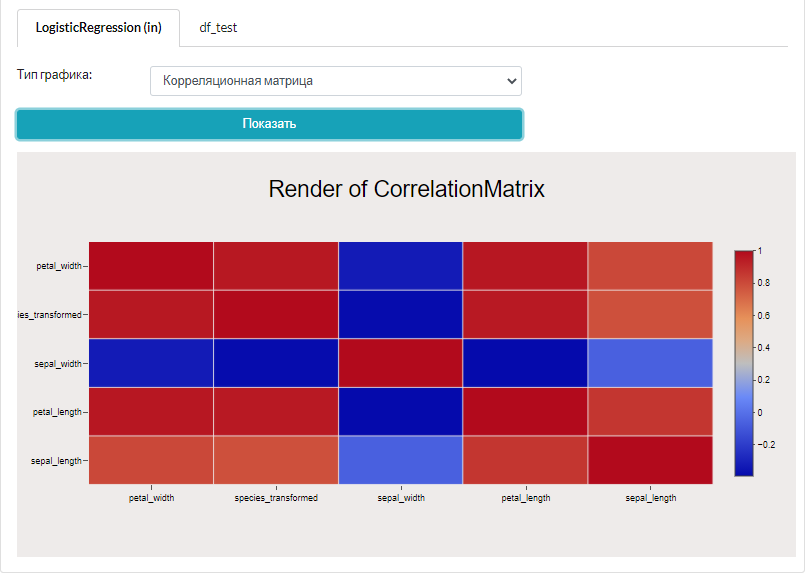 LogisticRegression (in) df_test
Тип графика: Корреляционная матрица
Показать
Render of CorrelationMatrix
petal_width
ies_transformed
sepal_width
petal_length
sepal_length
petal_width species_transformed sepal_width petal_length sepal_length
1
0.8
0.6
0.4
0.2
0
−0.2